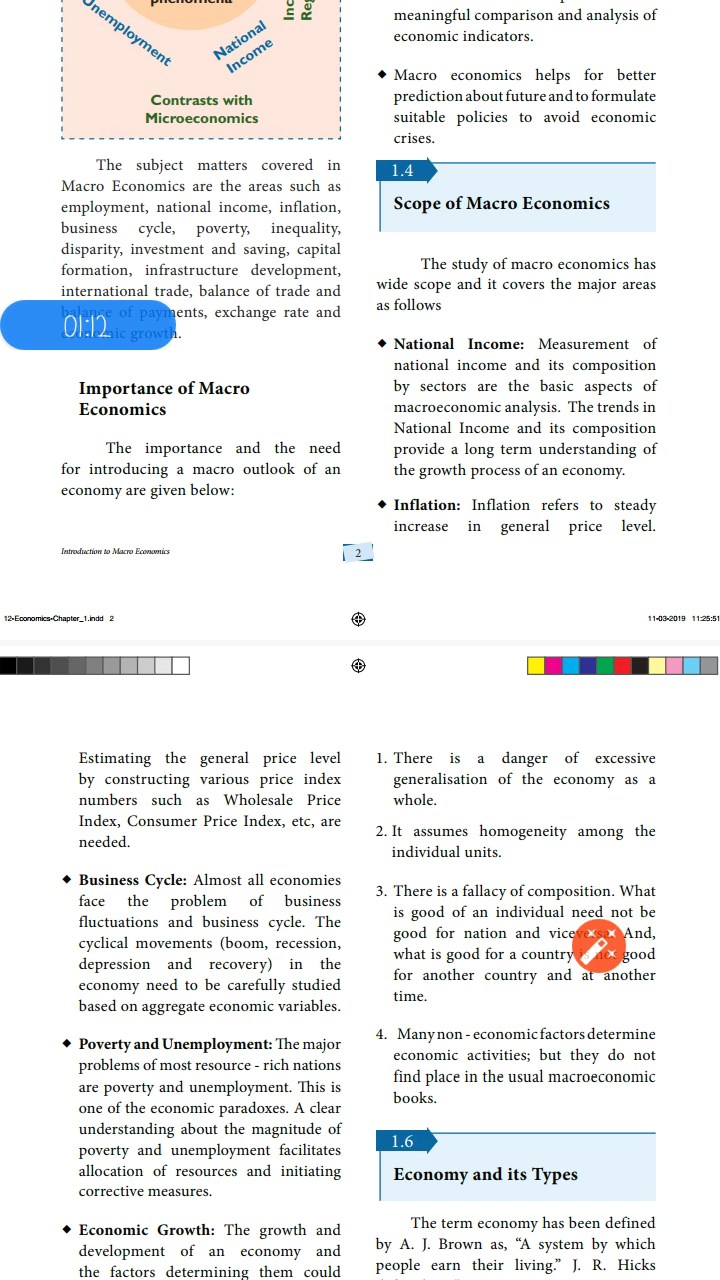 phenomena
Unemployment
National
Income
Contrasts with
Microeconomics
The subject matters covered in
Macro Economics are the areas such as
employment, national income, inflation,
business cycle, poverty, inequality,
disparity, investment and saving, capital
formation, infrastructure development,
international trade, balance of trade and
balance of payments, exchange rate and
economic growth.
01:12
Importance of Macro
Economics
The importance and the need
for introducing a macro outlook of an
economy are given below:
meaningful comparison and analysis of
economic indicators.
◆ Macro economics helps for better
prediction about future and to formulate
suitable policies to avoid economic
crises.
1.4
Scope of Macro Economics
The study of macro economics has
wide scope and it covers the major areas
as follows
◆ National Income: Measurement of
national income and its composition
by sectors are the basic aspects of
macroeconomic analysis. The trends in
National Income and its composition
provide a long term understanding of
the growth process of an economy.
◆ Inflation: Inflation refers to steady
increase in general price level.
Introduction to Macro Economics
2
12-Economics-Chapter_1.indd 2
11-03-2019 11:25:51
Estimating the general price level
by constructing various price index
numbers such as Wholesale Price
Index, Consumer Price Index, etc, are
needed.
◆ Business Cycle: Almost all economies
face the problem of business
fluctuations and business cycle. The
cyclical movements (boom, recession,
depression and recovery) in the
economy need to be carefully studied
based on aggregate economic variables.
◆ Poverty and Unemployment: The major
problems of most resource - rich nations
are poverty and unemployment. This is
one of the economic paradoxes. A clear
understanding about the magnitude of
poverty and unemployment facilitates
allocation of resources and initiating
corrective measures.
◆ Economic Growth: The growth and
development of an economy and
the factors determining them could
1. There is a danger of excessive
generalisation of the economy as a
whole.
2. It assumes homogeneity among the
individual units.
3. There is a fallacy of composition. What
is good of an individual need not be
good for nation and viceversa. And,
what is good for a country is not good
for another country and at another
time.
4. Many non - economic factors determine
economic activities; but they do not
find place in the usual macroeconomic
books.
1.6
Economy and its Types
The term economy has been defined
by A. J. Brown as, “A system by which
people earn their living.” J. R. Hicks